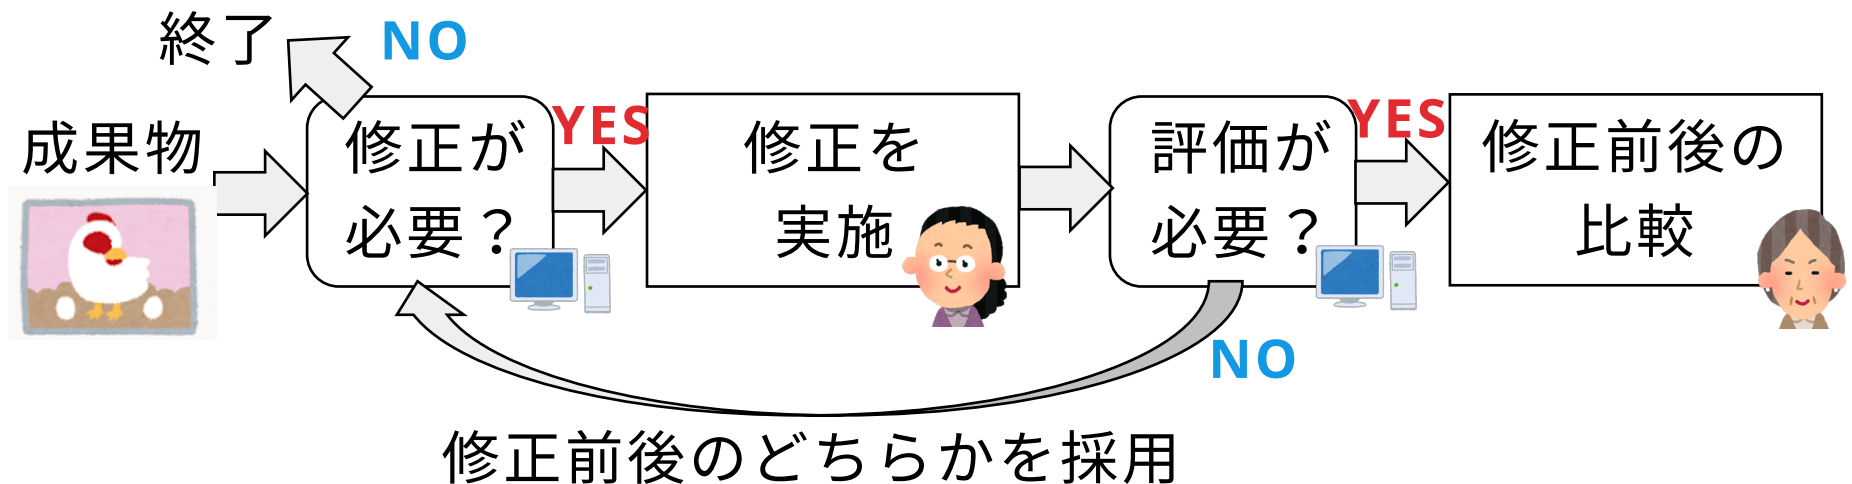 終了
NO
成果物
修正が
必要？
YES
修正を
実施
評価が
必要？
YES
修正前後の
比較
NO
修正前後のどちらかを採用